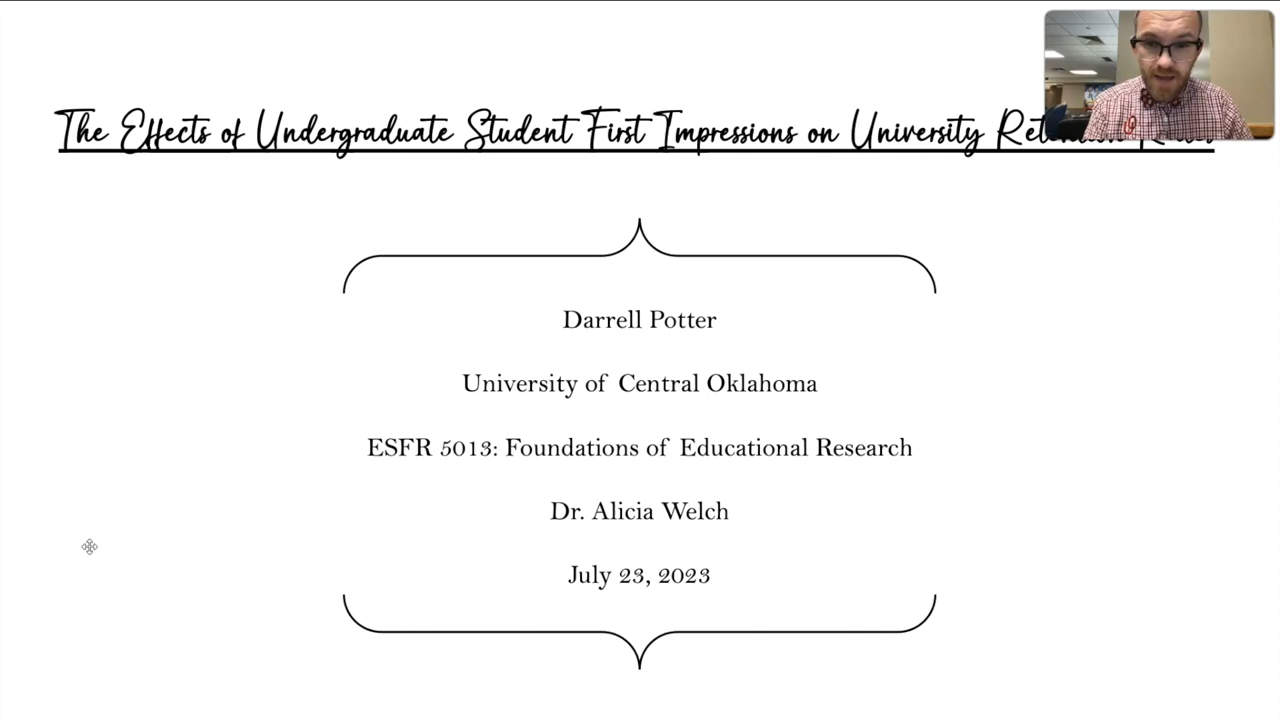 The Effects of Undergraduate Student First Impressions on University
Darrell Potter
University of Central Oklahoma
ESFR 5013: Foundations of Educational Research
Dr. Alicia Welch
July 23, 2023